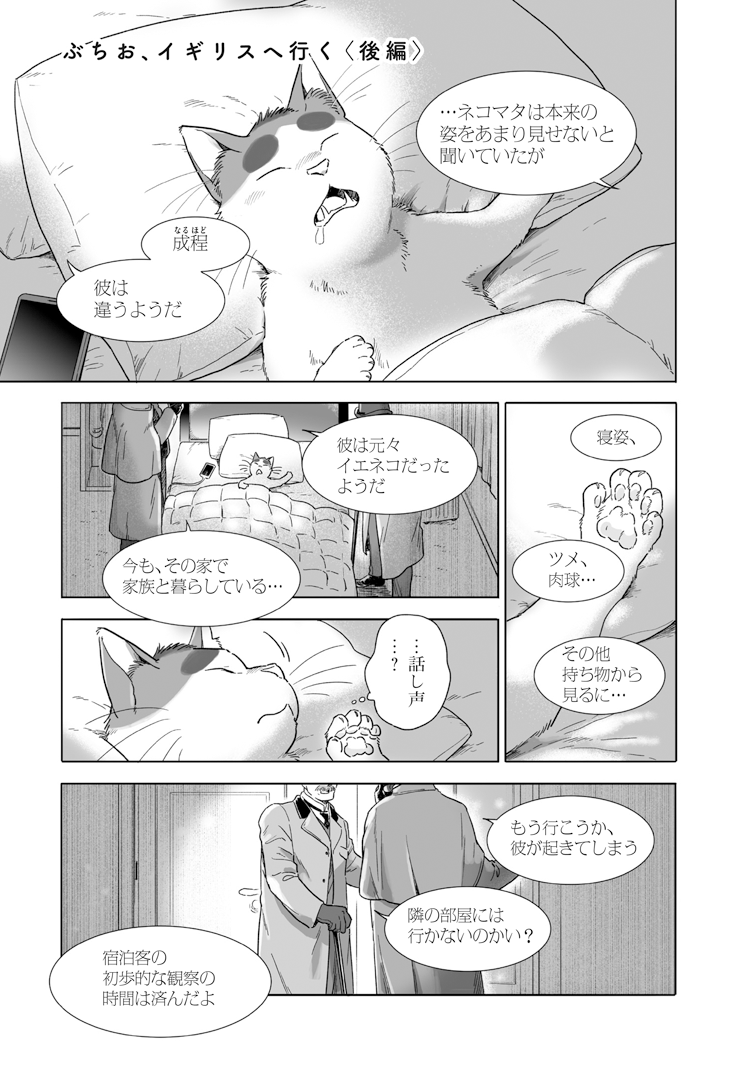 ぶちお、イギリスへ行く〈後編〉
…ネコマタは本来の
姿をあまり見せないと
聞いていたが
成程
なるほど
彼は
違うようだ
寝姿、
ツメ、
肉球…
その他
持ち物から
見るに…
彼は元々
イエネコだった
ようだ
今も、その家で
家族と暮らしている…
…話し声
…?
もう行こうか、
彼が起きてしまう
隣の部屋には
行かないのかい？
宿泊客の
初歩的な観察の
時間は済んだよ